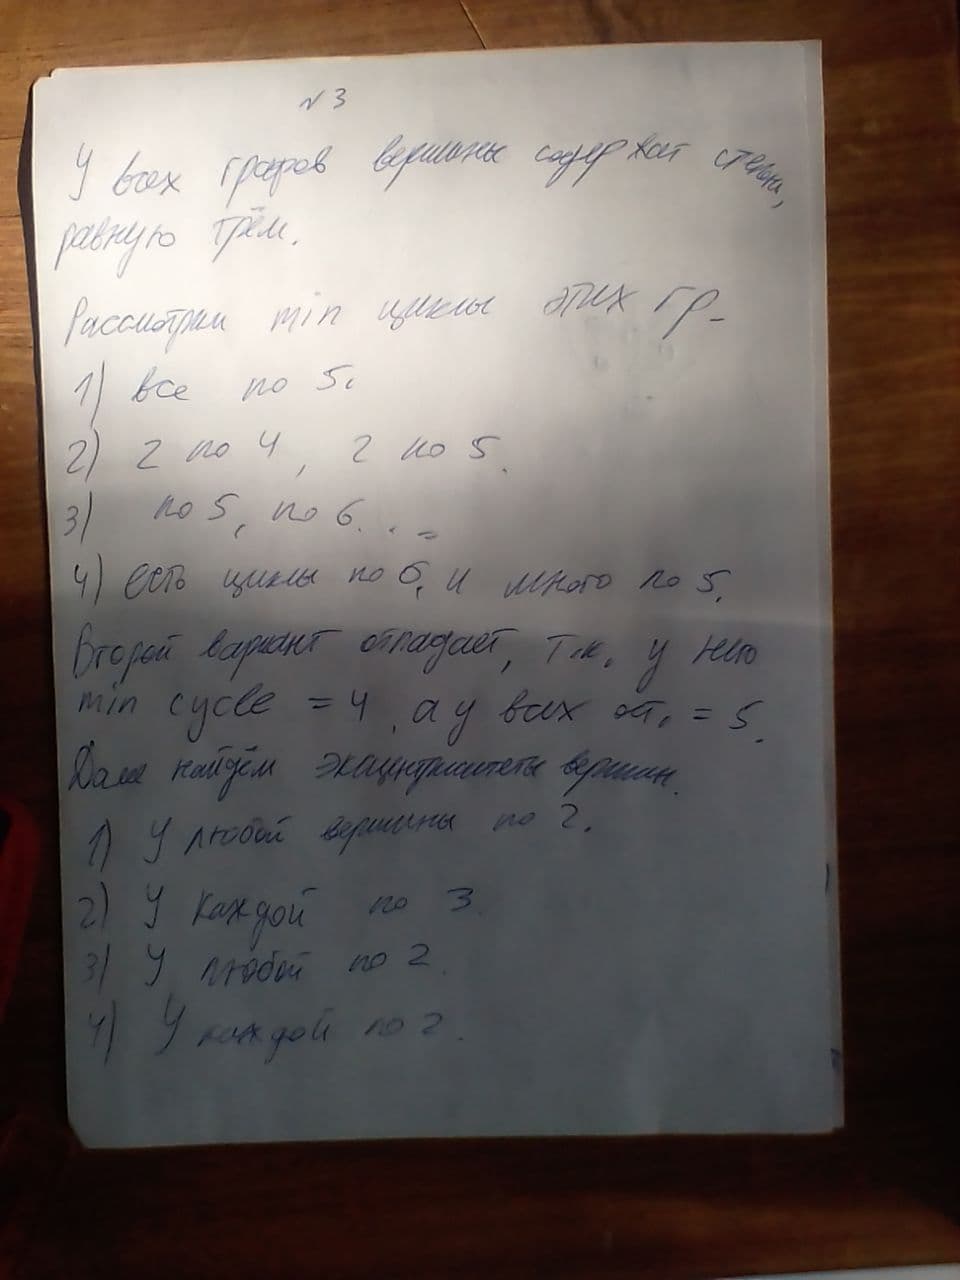 №3
У всех графов вершины содержат степень,
равную трём.
Рассмотрим min циклы этих гр-
1) все по 5.
2) 2 по 4, 2 по 5.
3) по 5, по 6...
4) есть циклы по 6, и много по 5.
Второй вариант отпадает, т.к. у него
min cycle = 4, а у всех ост. = 5.
Далее найдём эксцентриситеты вершин.
1) У любой вершины по 2.
2) У каждой по 3.
3) У любой по 2.
4) У каждой по 2.